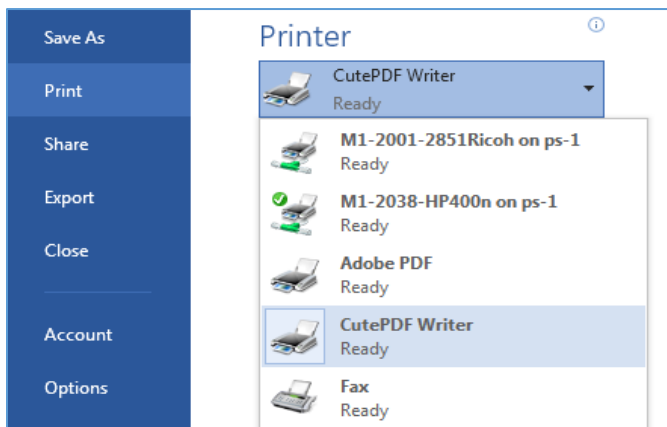 Save As
Print
Share
Export
Close
Account
Options
Printer
CutePDF Writer
Ready
M1-2001-2851Ricoh on ps-1
Ready
M1-2038-HP400n on ps-1
Ready
Adobe PDF
Ready
CutePDF Writer
Ready
Fax
Ready